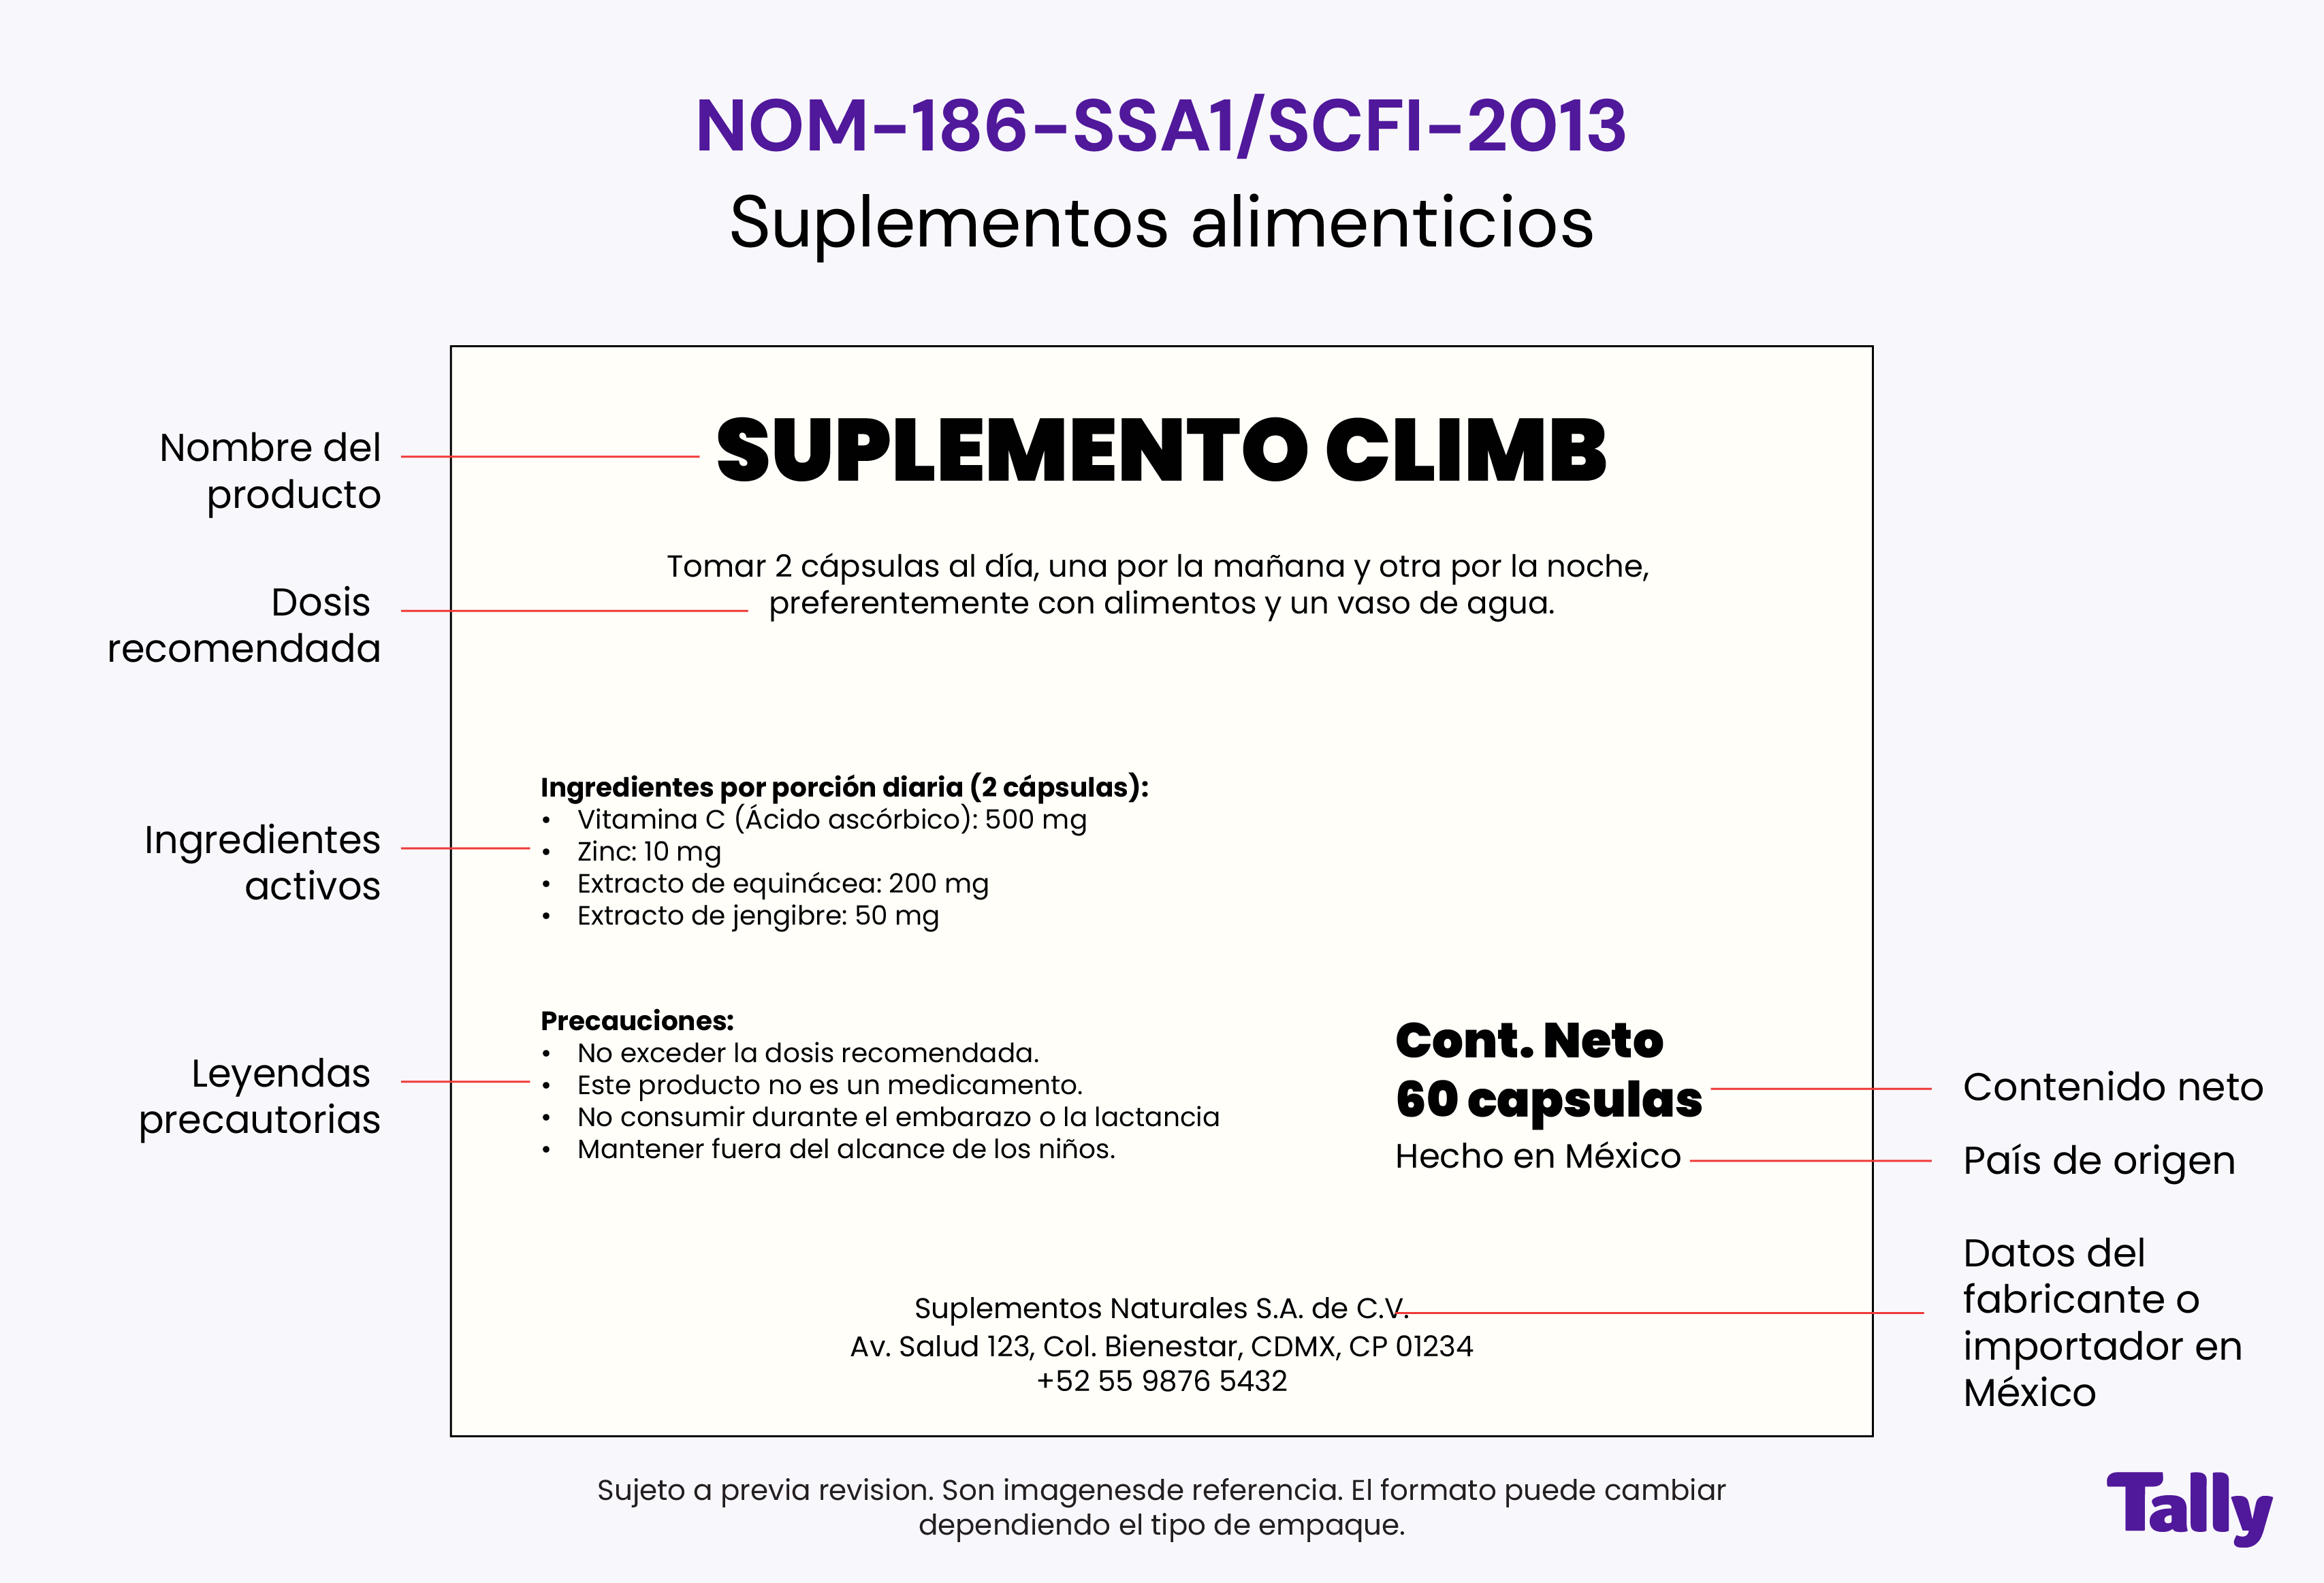 NOM-186-SSA1/SCFI-2013
Suplementos alimenticios
Nombre del
producto
SUPLEMENTO CLIMB
Dosis
recomendada
Tomar 2 cápsulas al día, una por la mañana y otra por la noche,
preferentemente con alimentos y un vaso de agua.
Ingredientes
activos
Ingredientes por porción diaria (2 cápsulas):
• Vitamina C (Ácido ascórbico): 500 mg
• Zinc: 10 mg
• Extracto de equinácea: 200 mg
• Extracto de jengibre: 50 mg
Leyendas
precautorias
Precauciones:
• No exceder la dosis recomendada.
• Este producto no es un medicamento.
• No consumir durante el embarazo o la lactancia
• Mantener fuera del alcance de los niños.
Cont. Neto
60 capsulas
Hecho en México
Contenido neto
País de origen
Suplementos Naturales S.A. de C.V.
Av. Salud 123, Col. Bienestar, CDMX, CP 01234
+52 55 9876 5432
Datos del
fabricante o
importador en
México
Sujeto a previa revision. Son imagenesde referencia. El formato puede cambiar
dependiendo el tipo de empaque.
Tally